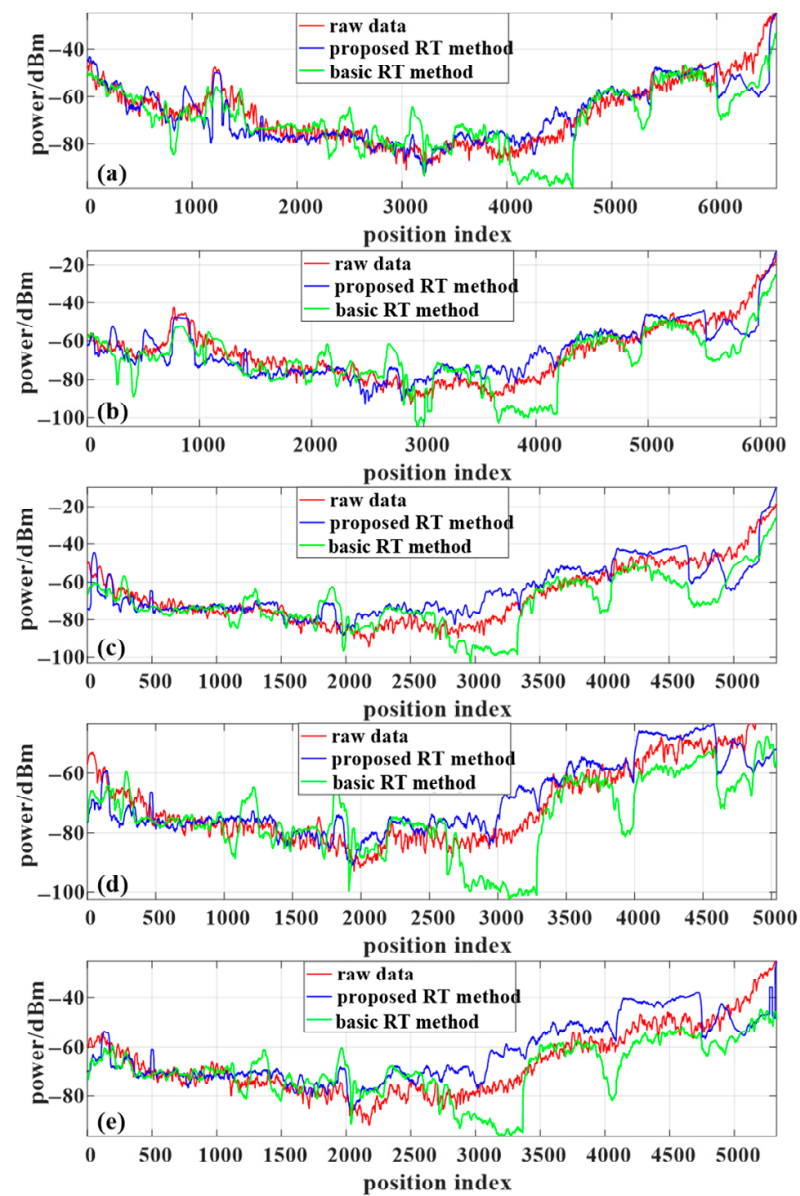 raw data
proposed RT method
basic RT method
−40
−60
−80
power/dBm
(a)
0 1000 2000 3000 4000 5000 6000
position index
raw data
proposed RT method
basic RT method
−20
−40
−60
−80
−100
power/dBm
(b)
0 1000 2000 3000 4000 5000 6000
position index
raw data
proposed RT method
basic RT method
−20
−40
−60
−80
−100
power/dBm
(c)
0 500 1000 1500 2000 2500 3000 3500 4000 4500 5000
position index
raw data
proposed RT method
basic RT method
−60
−80
−100
power/dBm
(d)
0 500 1000 1500 2000 2500 3000 3500 4000 4500 5000
position index
raw data
proposed RT method
basic RT method
−40
−60
−80
power/dBm
(e)
0 500 1000 1500 2000 2500 3000 3500 4000 4500 5000
position index